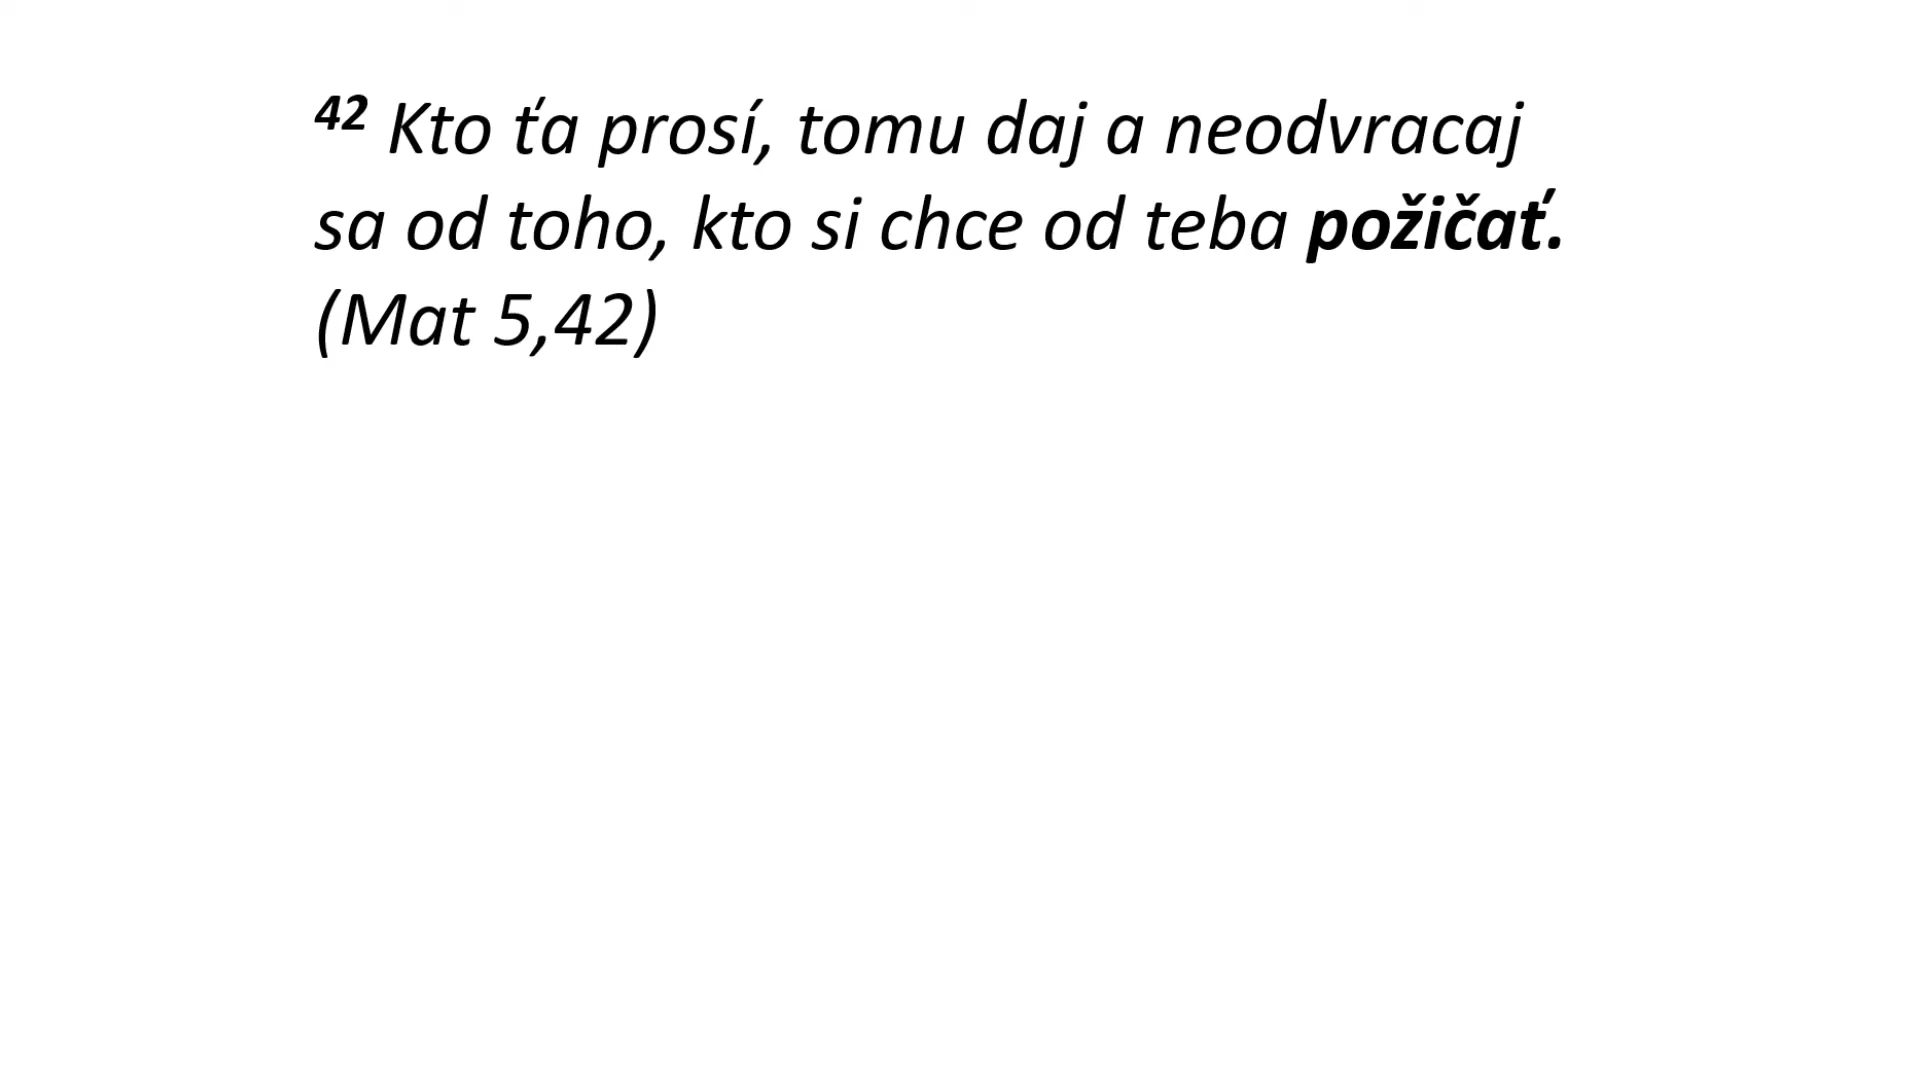 42 Kto ťa prosí, tomu daj a neodvracaj
sa od toho, kto si chce od teba požičať.
(Mat 5,42)